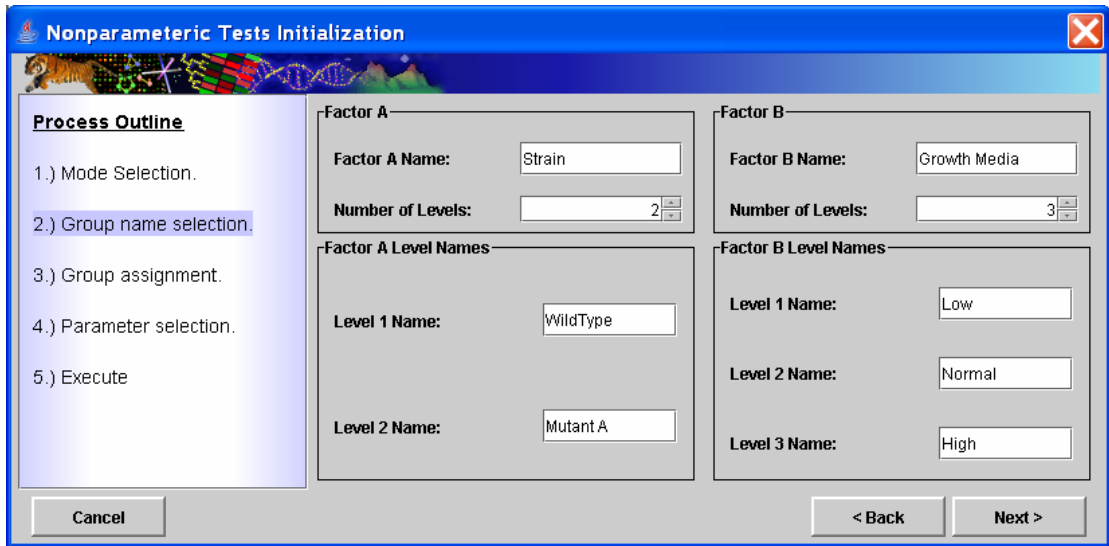 Nonparameteric Tests Initialization
Process Outline
1.) Mode Selection.
2.) Group name selection.
3.) Group assignment.
4.) Parameter selection.
5.) Execute
Factor A
Factor A Name: Strain
Number of Levels: 2
Factor B
Factor B Name: Growth Media
Number of Levels: 3
Factor A Level Names
Level 1 Name: WildType
Level 2 Name: Mutant A
Factor B Level Names
Level 1 Name: Low
Level 2 Name: Normal
Level 3 Name: High
Cancel
< Back
Next >